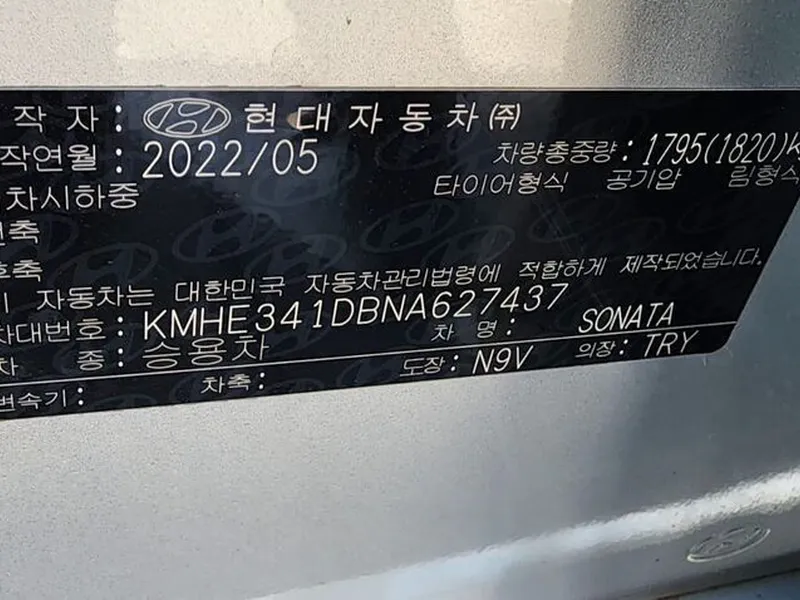 작 자 : 현대자동차㈜
작연월 : 2022/05 차량총중량 : 1795(1820)K
차시하중 타이어형식 공기압 림형식
축
축
자동차는 대한민국 자동차관리법령에 적합하게 제작되었습니다.
차대번호 : KMHE341DBNA627437 차 명 : SONATA
차 종 : 승용차 도장 : N9V 의장 : TRY
변속기 : 차축 :